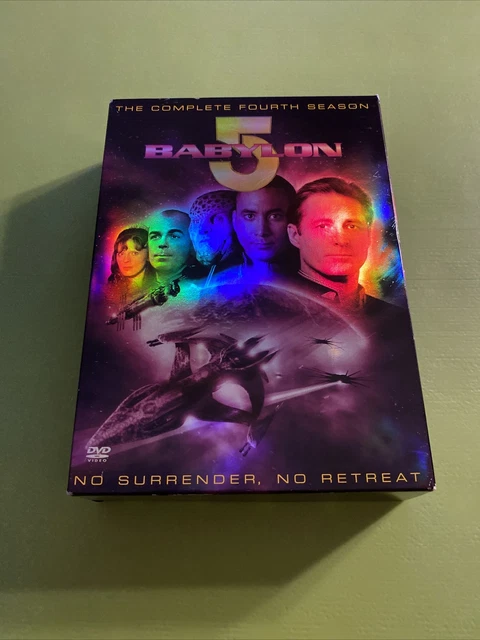 THE COMPLETE FOURTH SEASON
5
BABYLON
DVD
VIDEO
NO SURRENDER, NO RETREAT